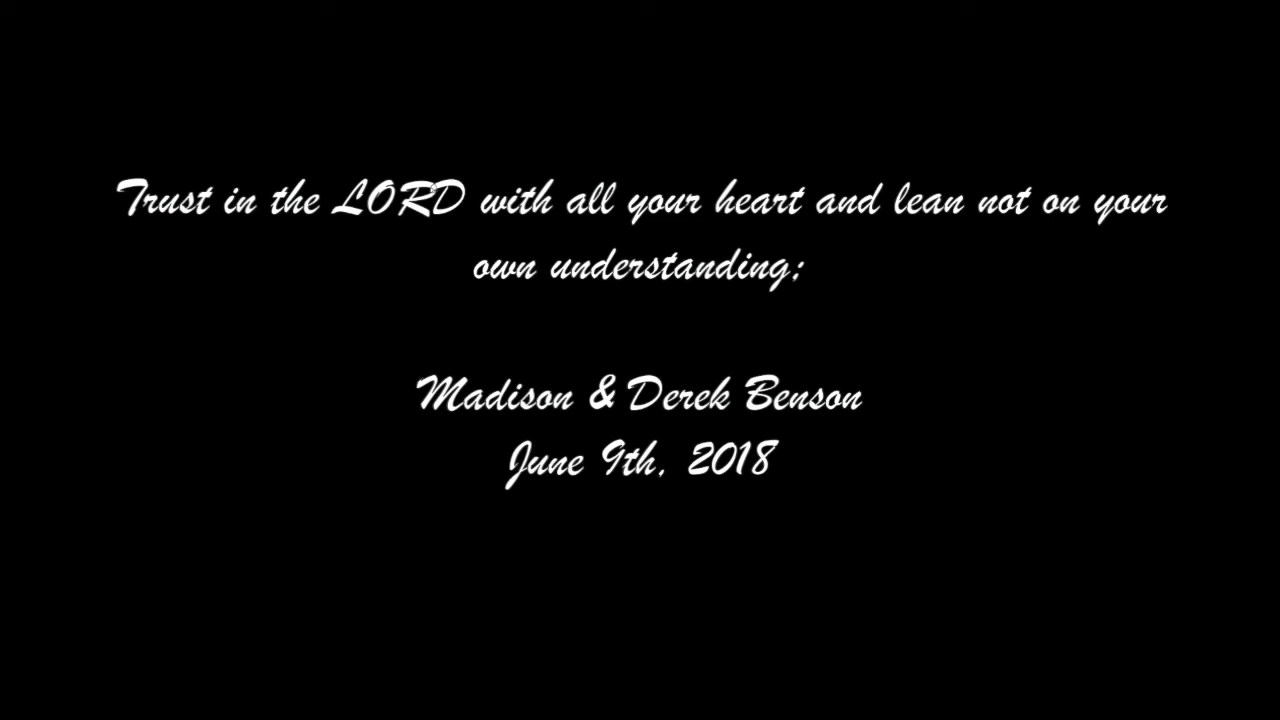 Trust in the LORD with all your heart and lean not on your
own understanding;
Madison & Derek Benson
June 9th, 2018